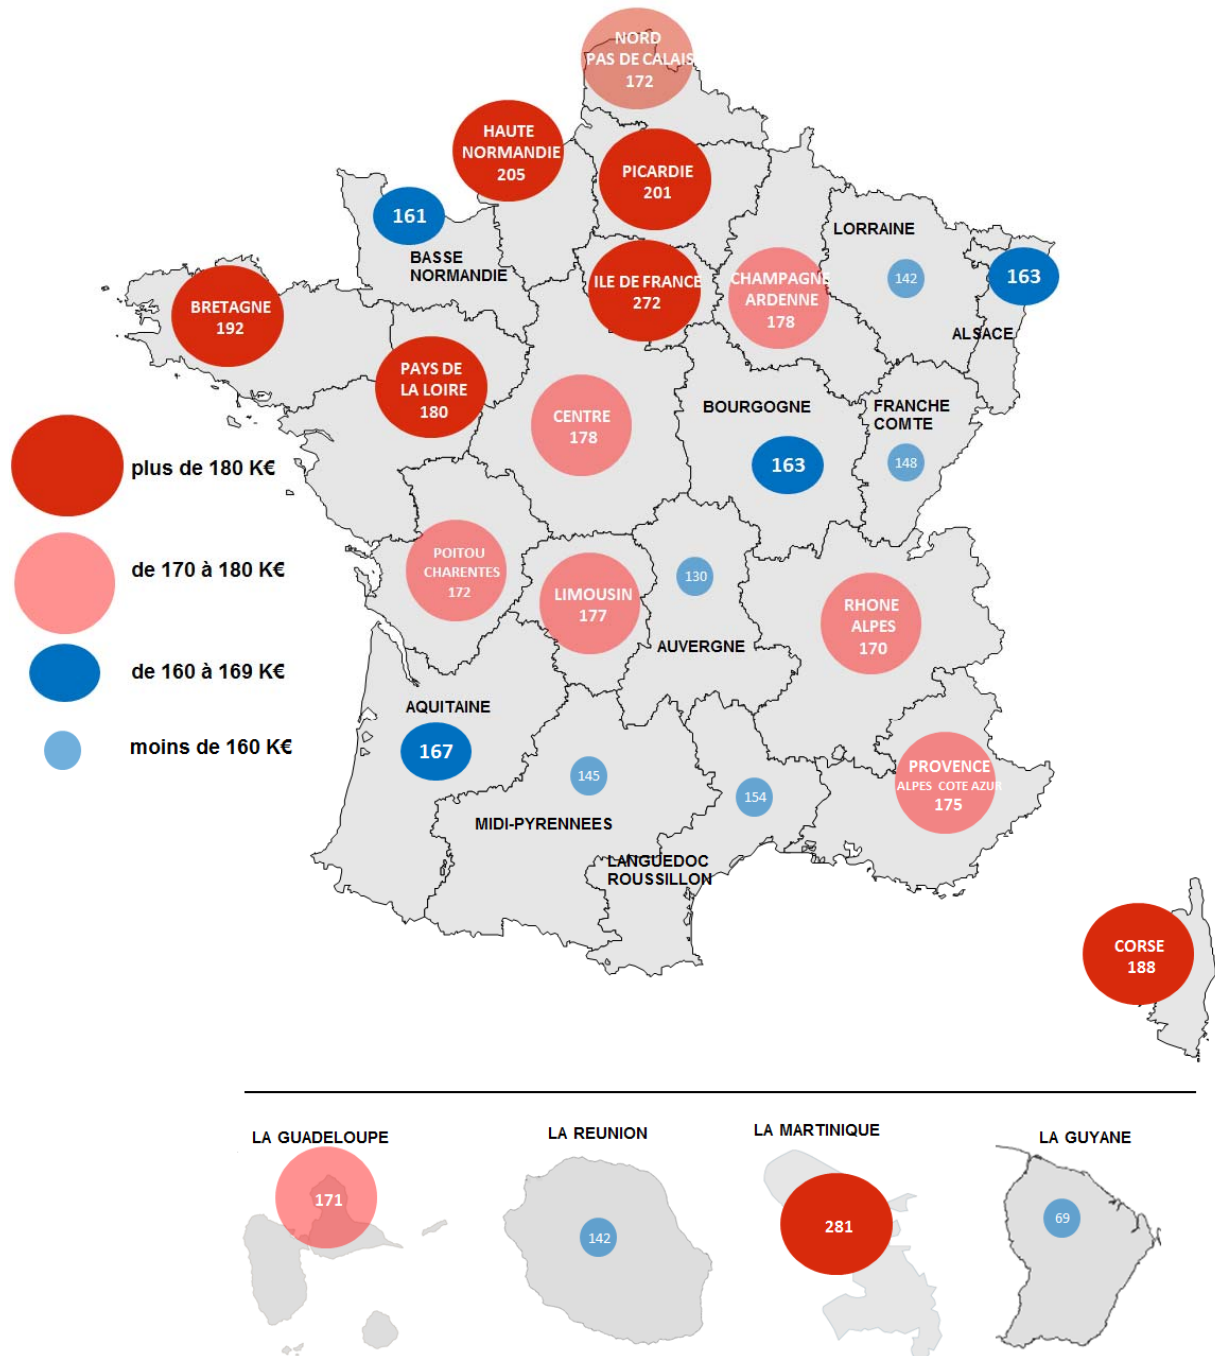 NORD
PAS DE CALAIS
172
HAUTE
NORMANDIE
205
PICARDIE
201
161
BASSE
NORMANDIE
LORRAINE
142
163
ALSACE
ILE DE FRANCE
272
CHAMPAGNE
ARDENNE
178
BRETAGNE
192
PAYS DE
LA LOIRE
180
CENTRE
178
BOURGOGNE
163
FRANCHE
COMTE
148
plus de 180 K€
de 170 à 180 K€
de 160 à 169 K€
moins de 160 K€
POITOU
CHARENTES
172
LIMOUSIN
177
130
AUVERGNE
RHONE
ALPES
170
AQUITAINE
167
145
MIDI-PYRENNEES
154
LANGUEDOC
ROUSSILLON
PROVENCE
ALPES COTE AZUR
175
CORSE
188
LA GUADELOUPE
171
LA REUNION
142
LA MARTINIQUE
281
LA GUYANE
69